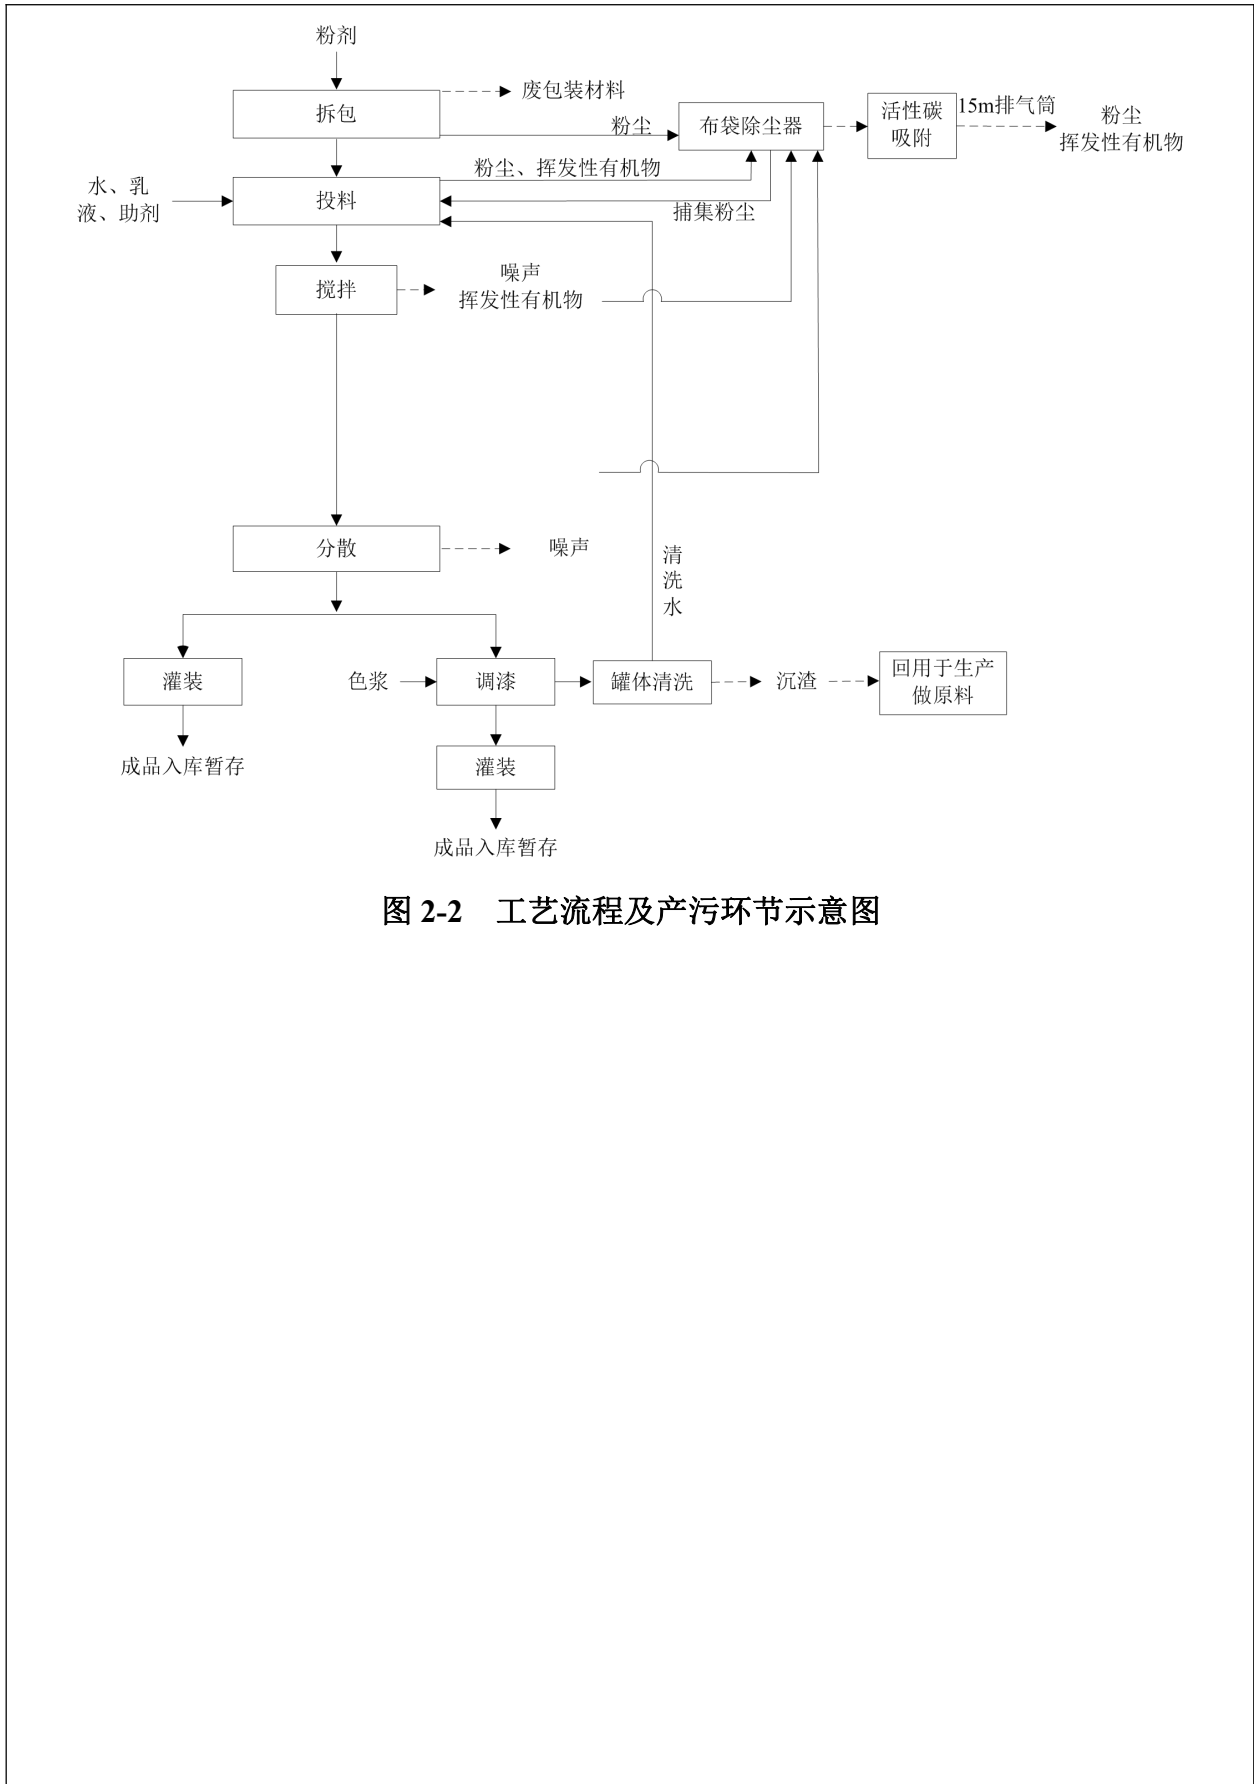 粉剂
拆包
废包装材料
粉尘
布袋除尘器
活性碳
吸附
15m排气筒
粉尘
挥发性有机物
粉尘、挥发性有机物
水、乳
液、助剂
投料
捕集粉尘
搅拌
噪声
挥发性有机物
分散
噪声
清
洗
水
灌装
色浆
调漆
罐体清洗
沉渣
回用于生产
做原料
成品入库暂存
灌装
成品入库暂存
图 2-2 工艺流程及产污环节示意图